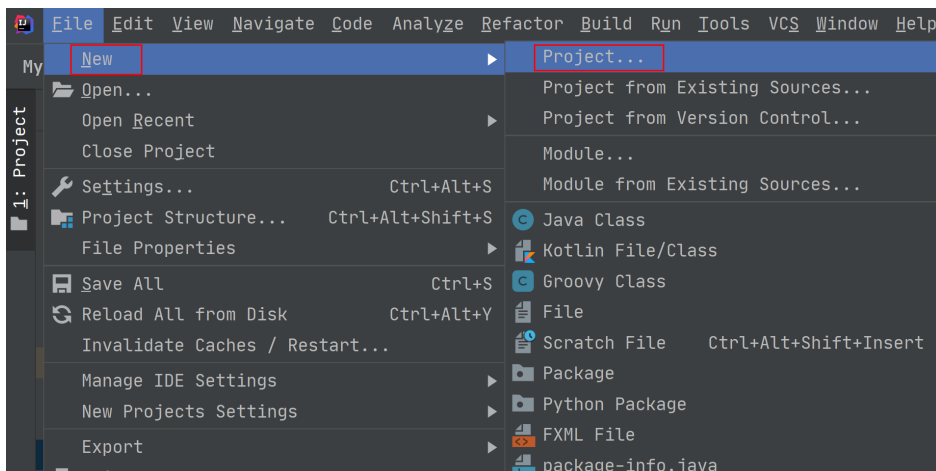 File Edit View Navigate Code Analyze Refactor Build Run Tools VCS Window Help
My
1: Project
New
Open...
Open Recent
Close Project
Settings... Ctrl+Alt+S
Project Structure... Ctrl+Alt+Shift+S
File Properties
Save All Ctrl+S
Reload All from Disk Ctrl+Alt+Y
Invalidate Caches / Restart...
Manage IDE Settings
New Projects Settings
Export
Project...
Project from Existing Sources...
Project from Version Control...
Module...
Module from Existing Sources...
Java Class
Kotlin File/Class
Groovy Class
File
Scratch File Ctrl+Alt+Shift+Insert
Package
Python Package
FXML File
package-info.java